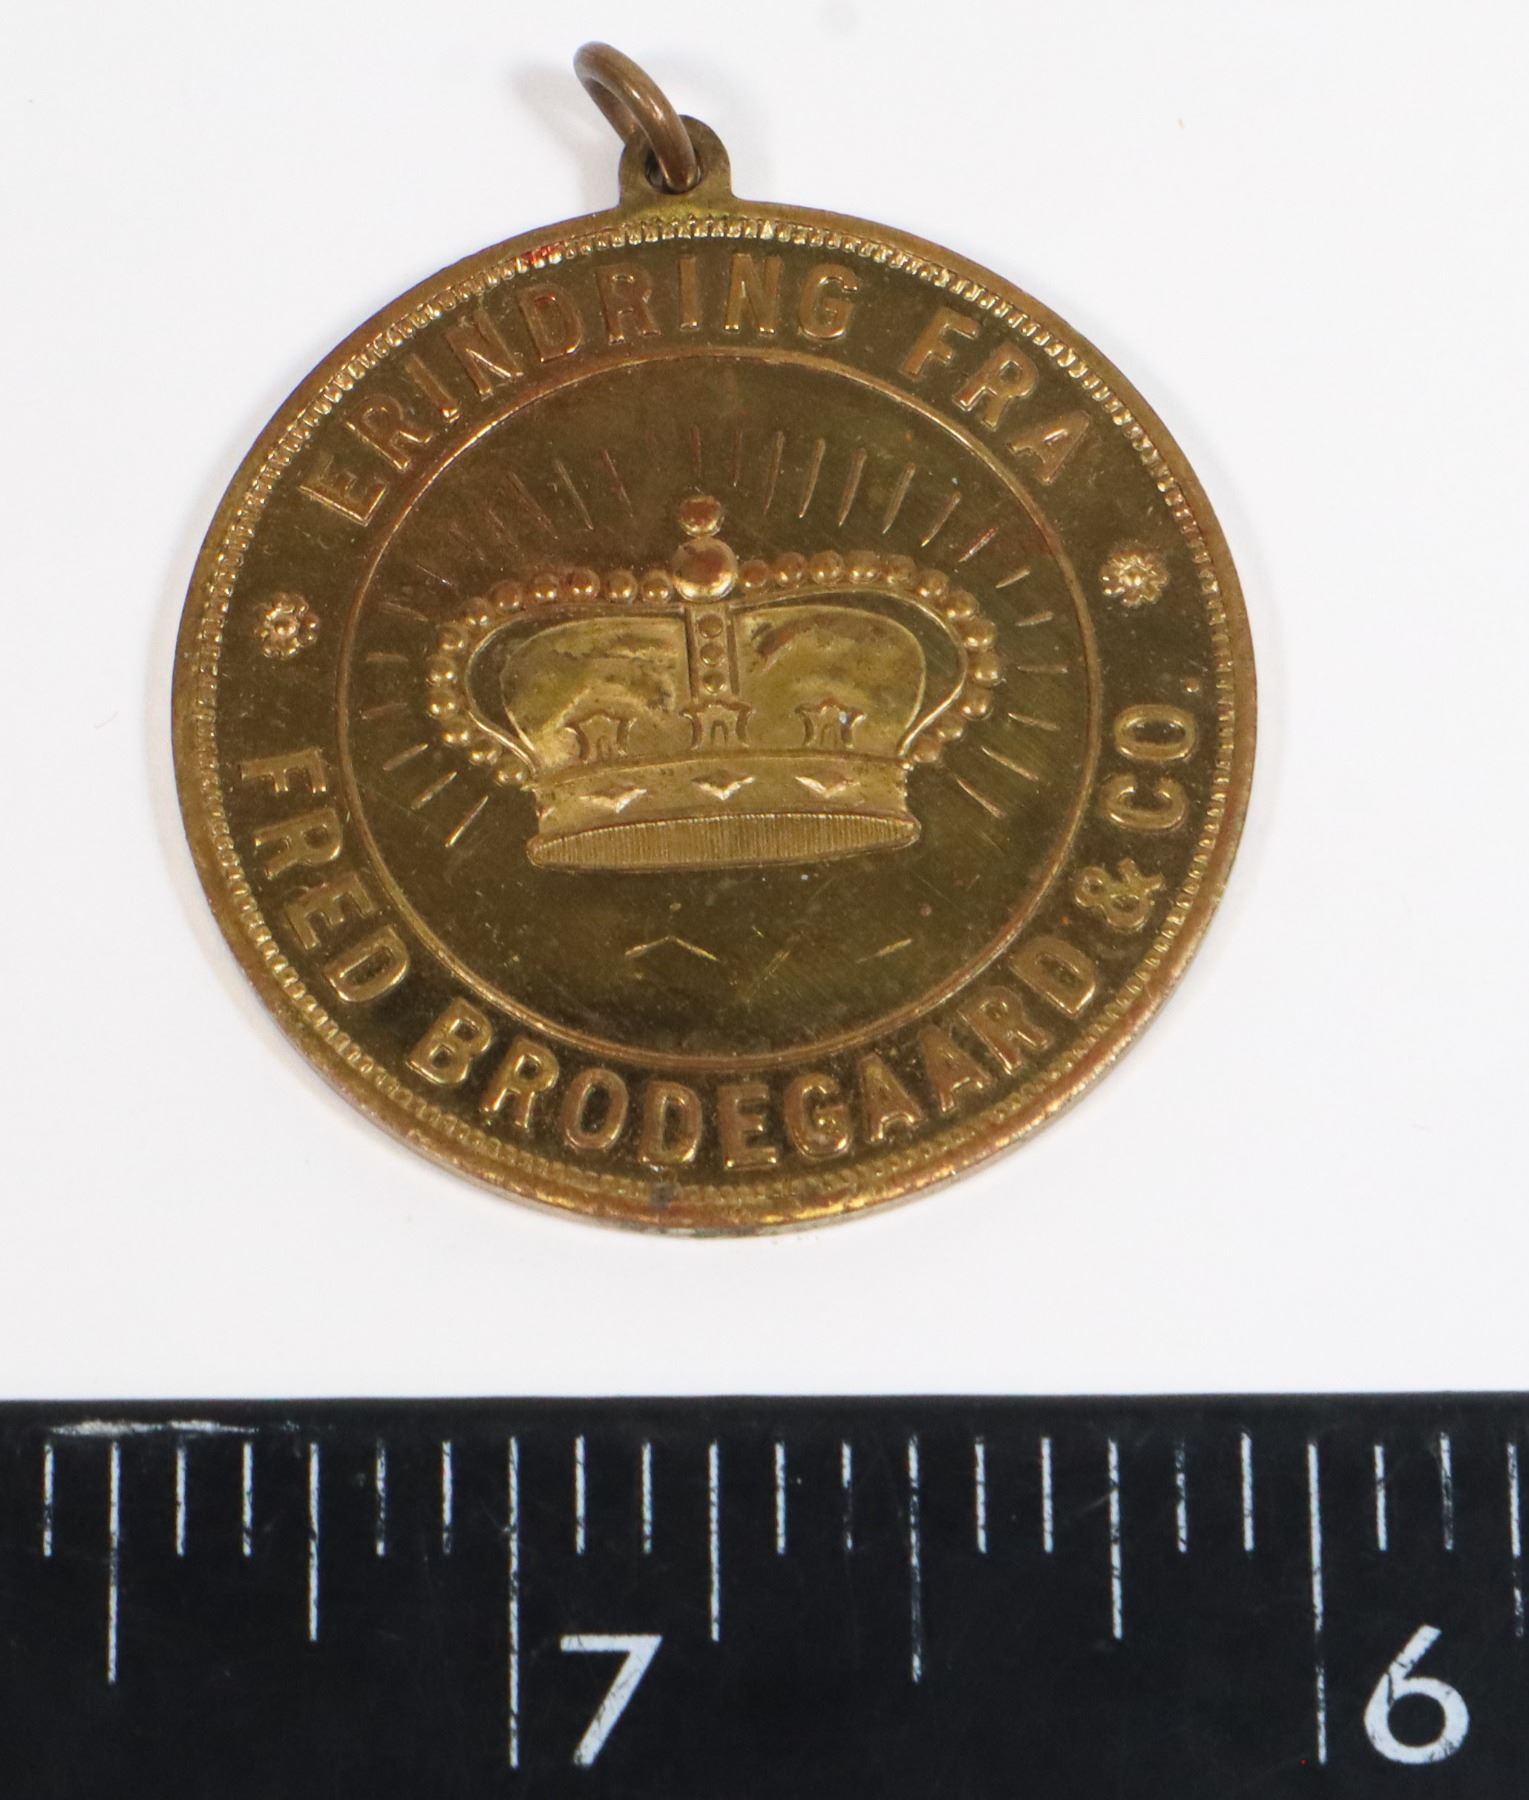 ERINDRING FRA
FRED BRODEGAARD & CO.
7 6